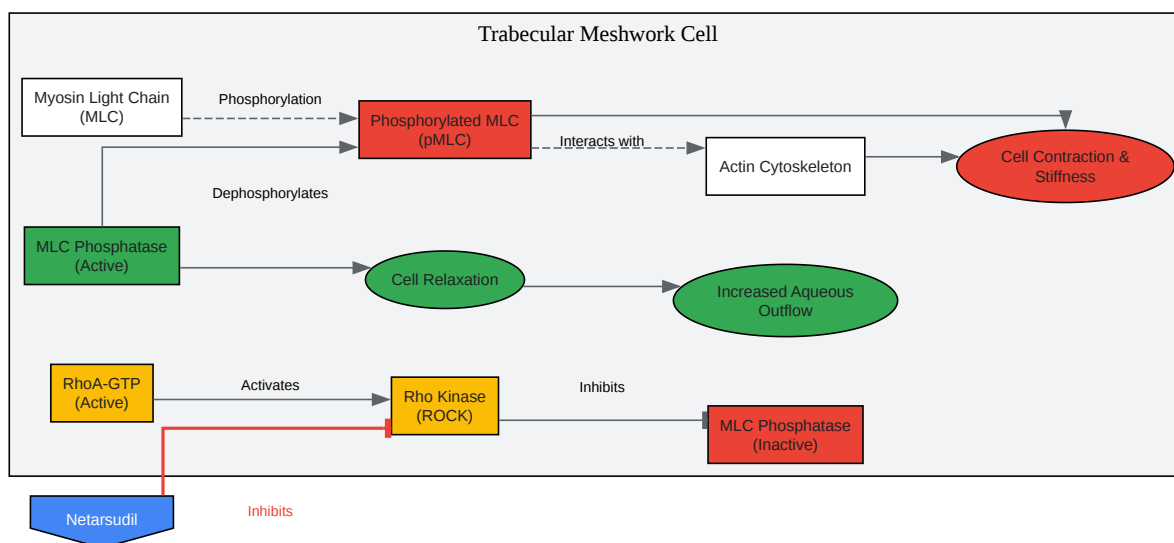 Trabecular Meshwork Cell
Myosin Light Chain
(MLC)
Phosphorylation
Phosphorylated MLC
(pMLC)
Interacts with
Actin Cytoskeleton
Cell Contraction &
Stiffness
Dephosphorylates
MLC Phosphatase
(Active)
Cell Relaxation
Increased Aqueous
Outflow
RhoA-GTP
(Active)
Activates
Rho Kinase
(ROCK)
Inhibits
MLC Phosphatase
(Inactive)
Netarsudil
Inhibits